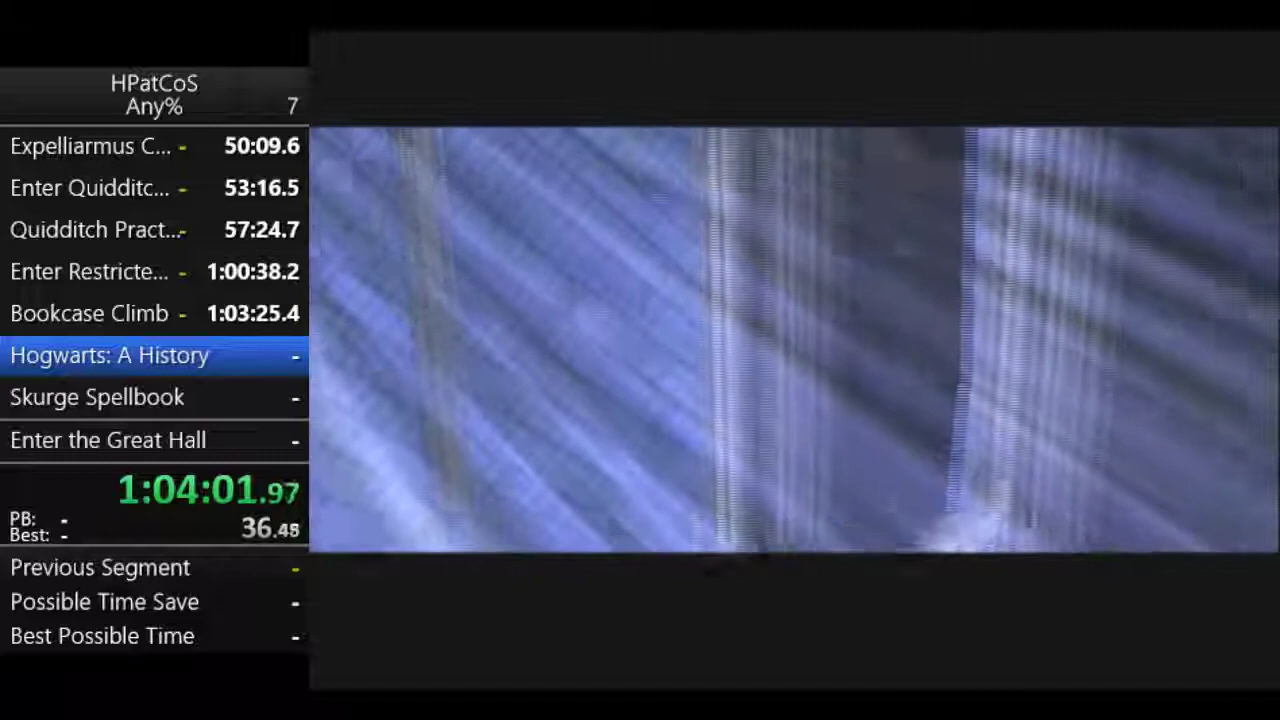 HPatCoS
Any% 7
Expelliarmus C... - 50:09.6
Enter Quidditc... - 53:16.5
Quidditch Pract... - 57:24.7
Enter Restricte... - 1:00:38.2
Bookcase Climb - 1:03:25.4
Hogwarts: A History -
Skurge Spellbook -
Enter the Great Hall -
1:04:01.97
PB: -
Best: - 36.48
Previous Segment -
Possible Time Save -
Best Possible Time -